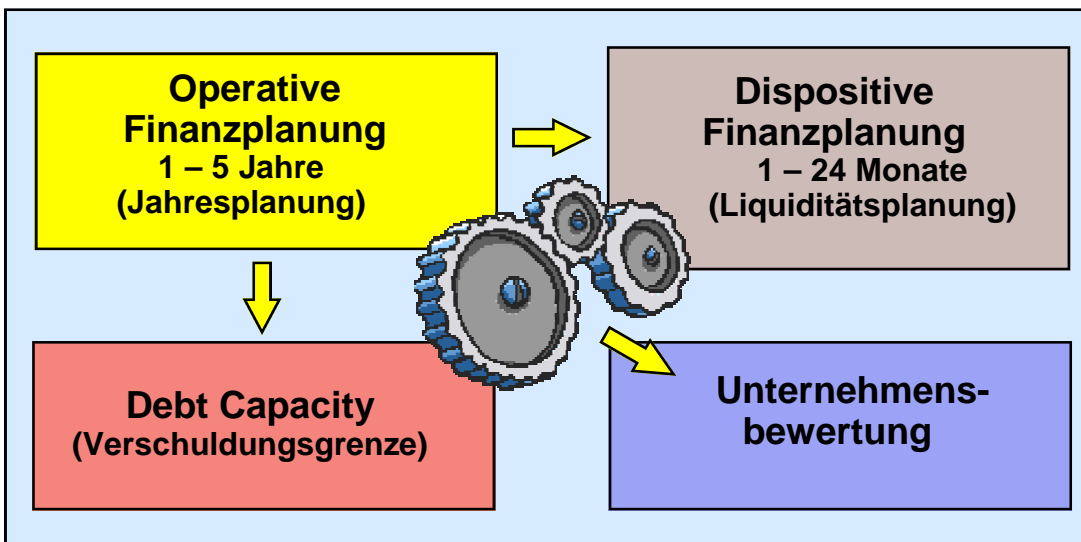 Operative
Finanzplanung
1 – 5 Jahre
(Jahresplanung)
Dispositive
Finanzplanung
1 – 24 Monate
(Liquiditätsplanung)
Debt Capacity
(Verschuldungsgrenze)
Unternehmens-
bewertung